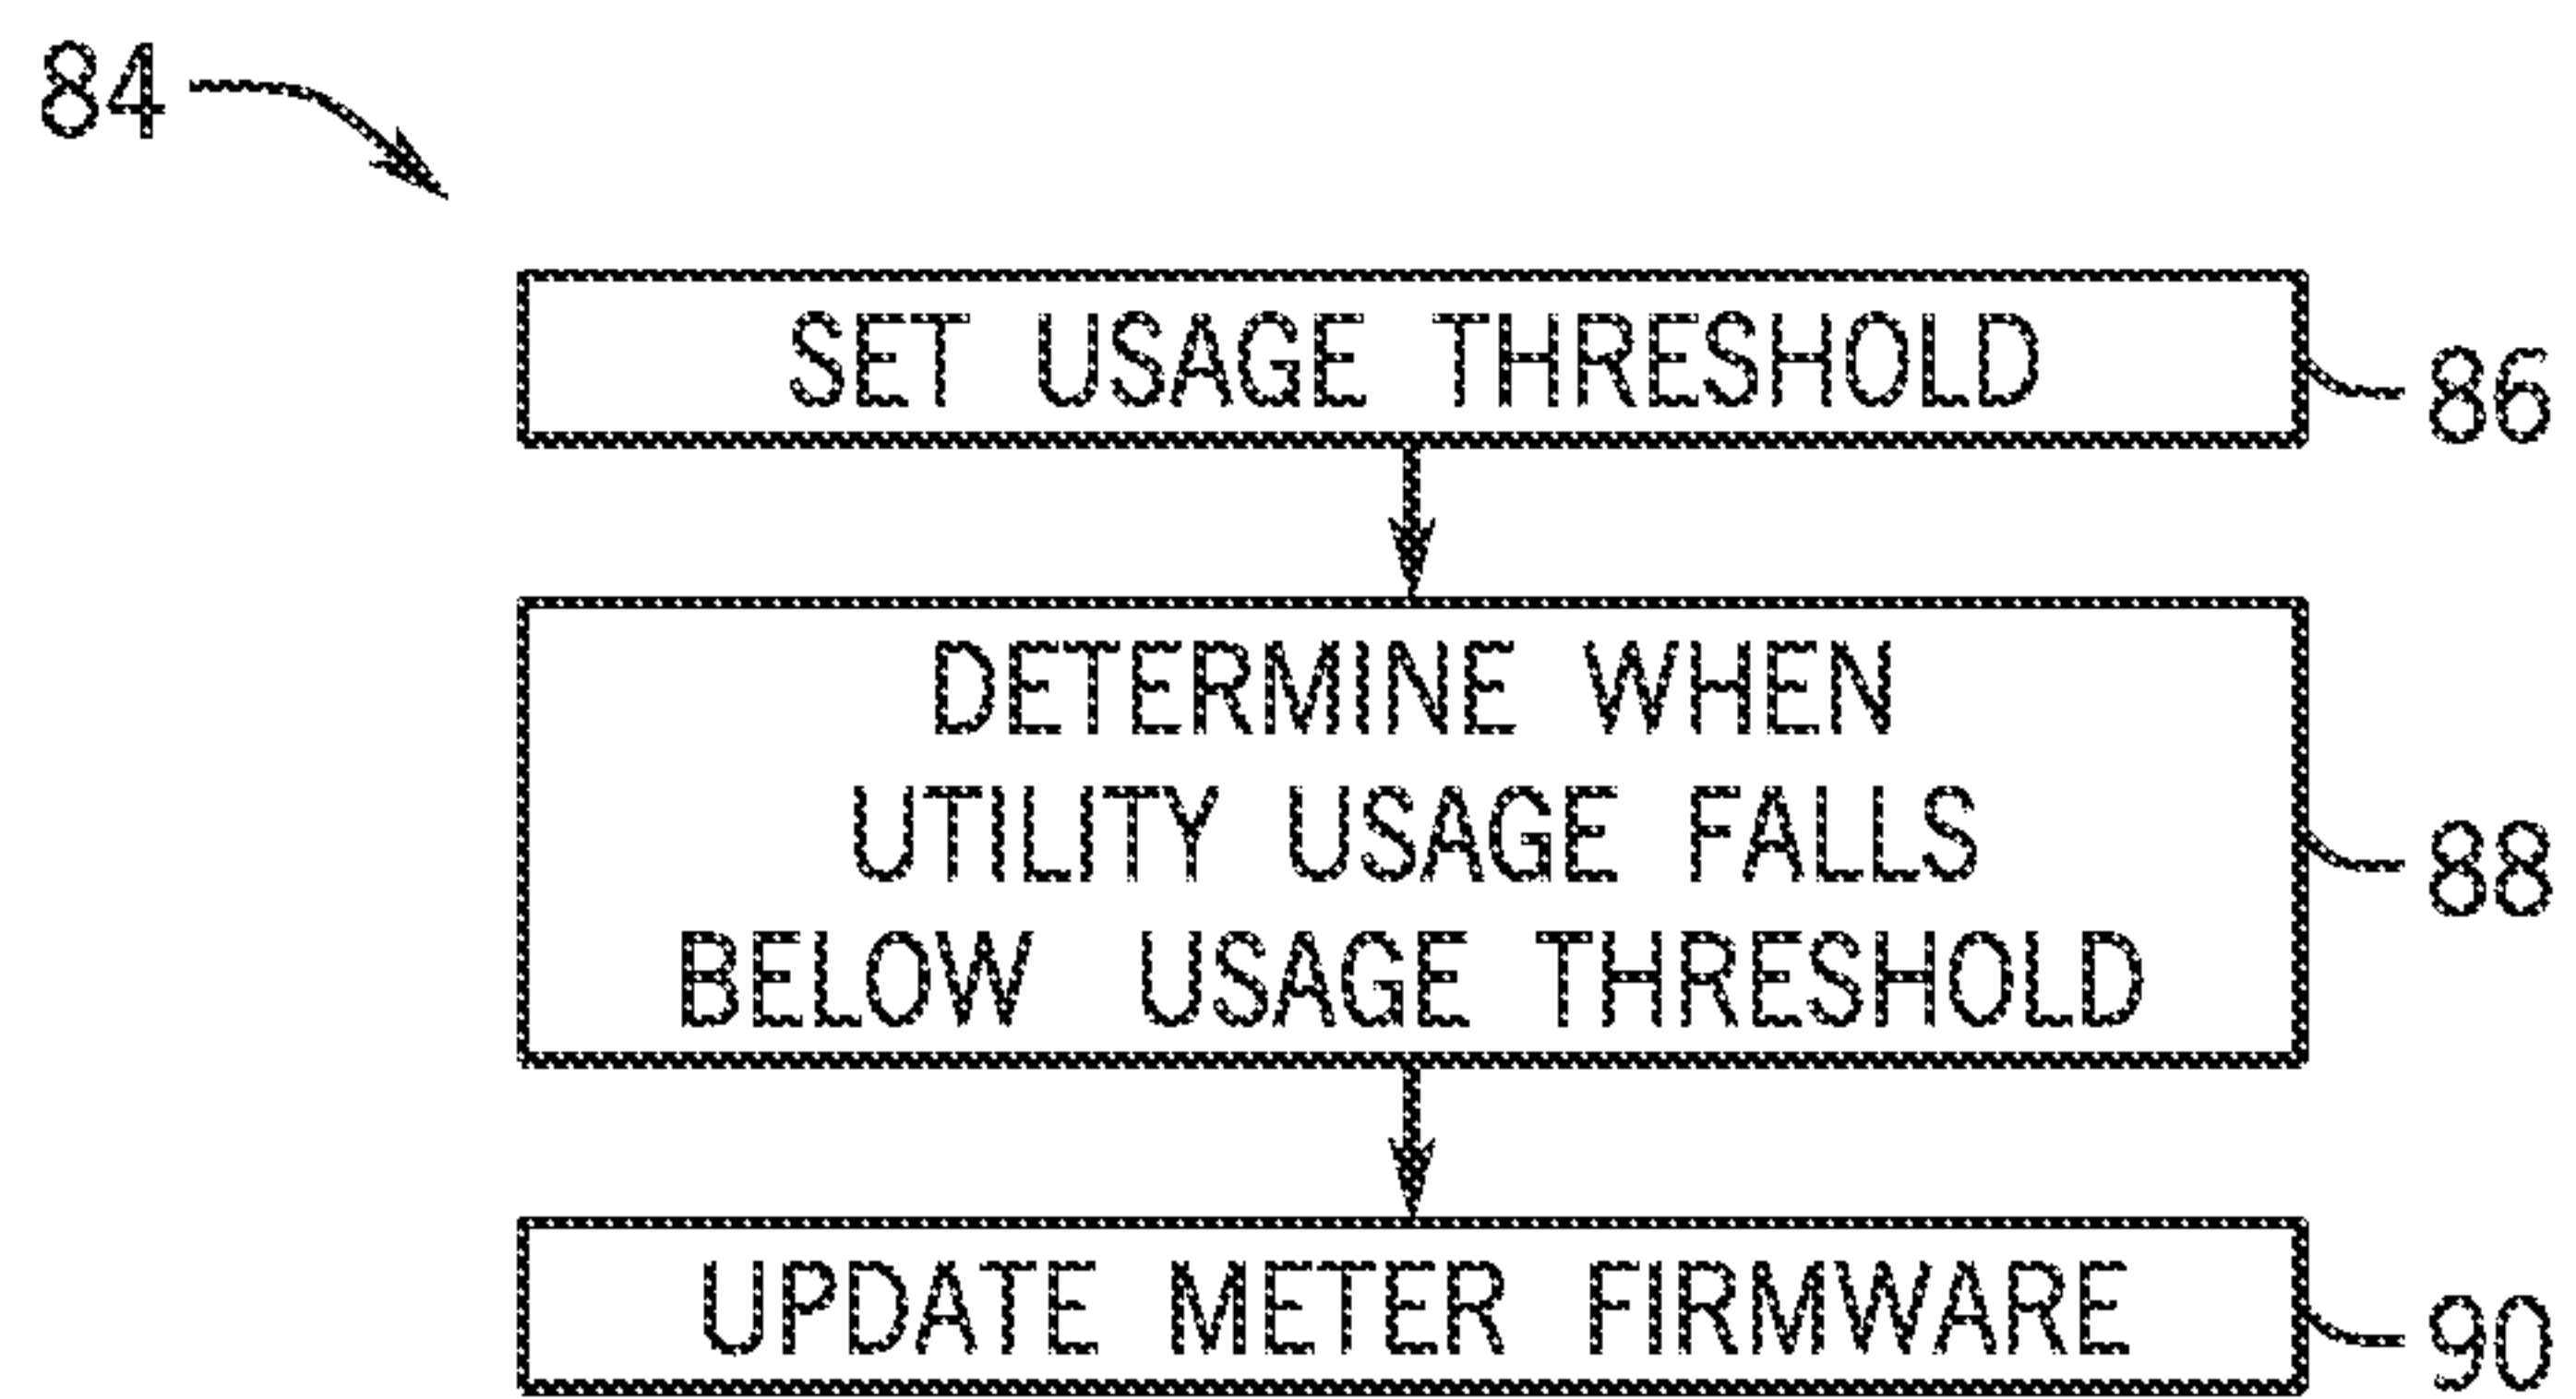 84
SET USAGE THRESHOLD
86
DETERMINE WHEN
UTILITY USAGE FALLS
BELOW USAGE THRESHOLD
88
UPDATE METER FIRMWARE
90